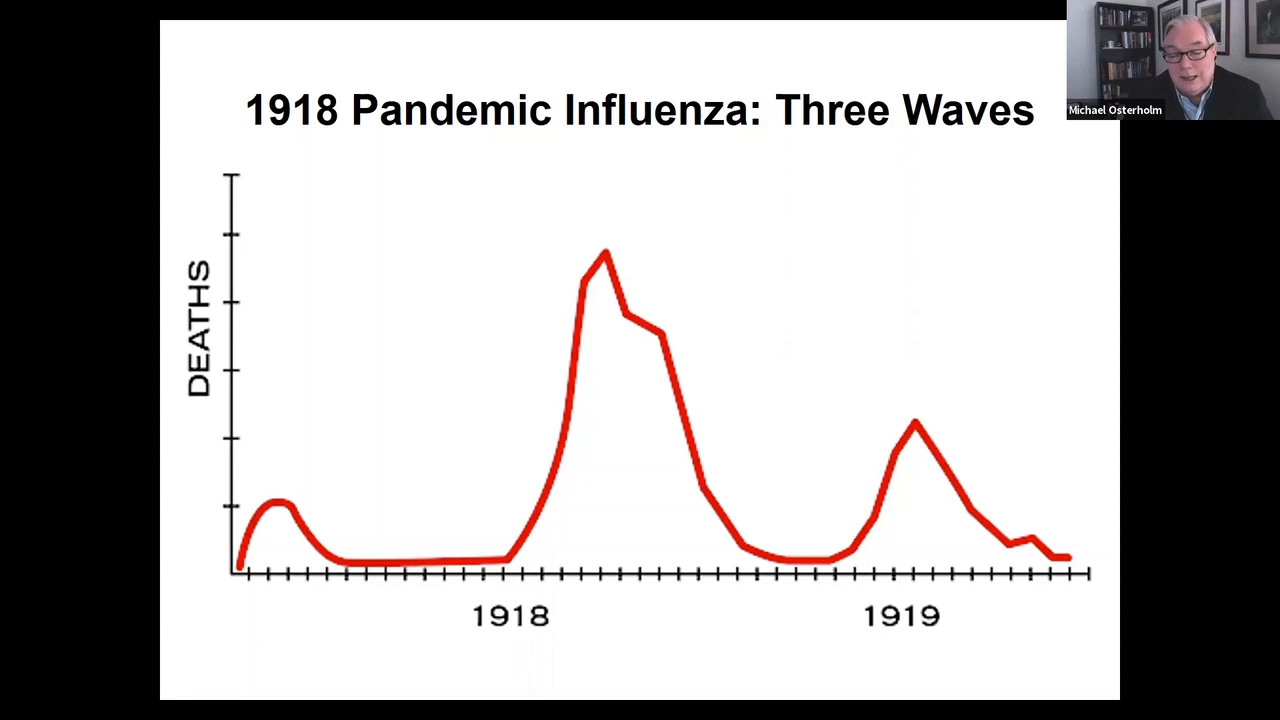 1918 Pandemic Influenza: Three Waves
Michael Osterholm
DEATHS
1918
1919